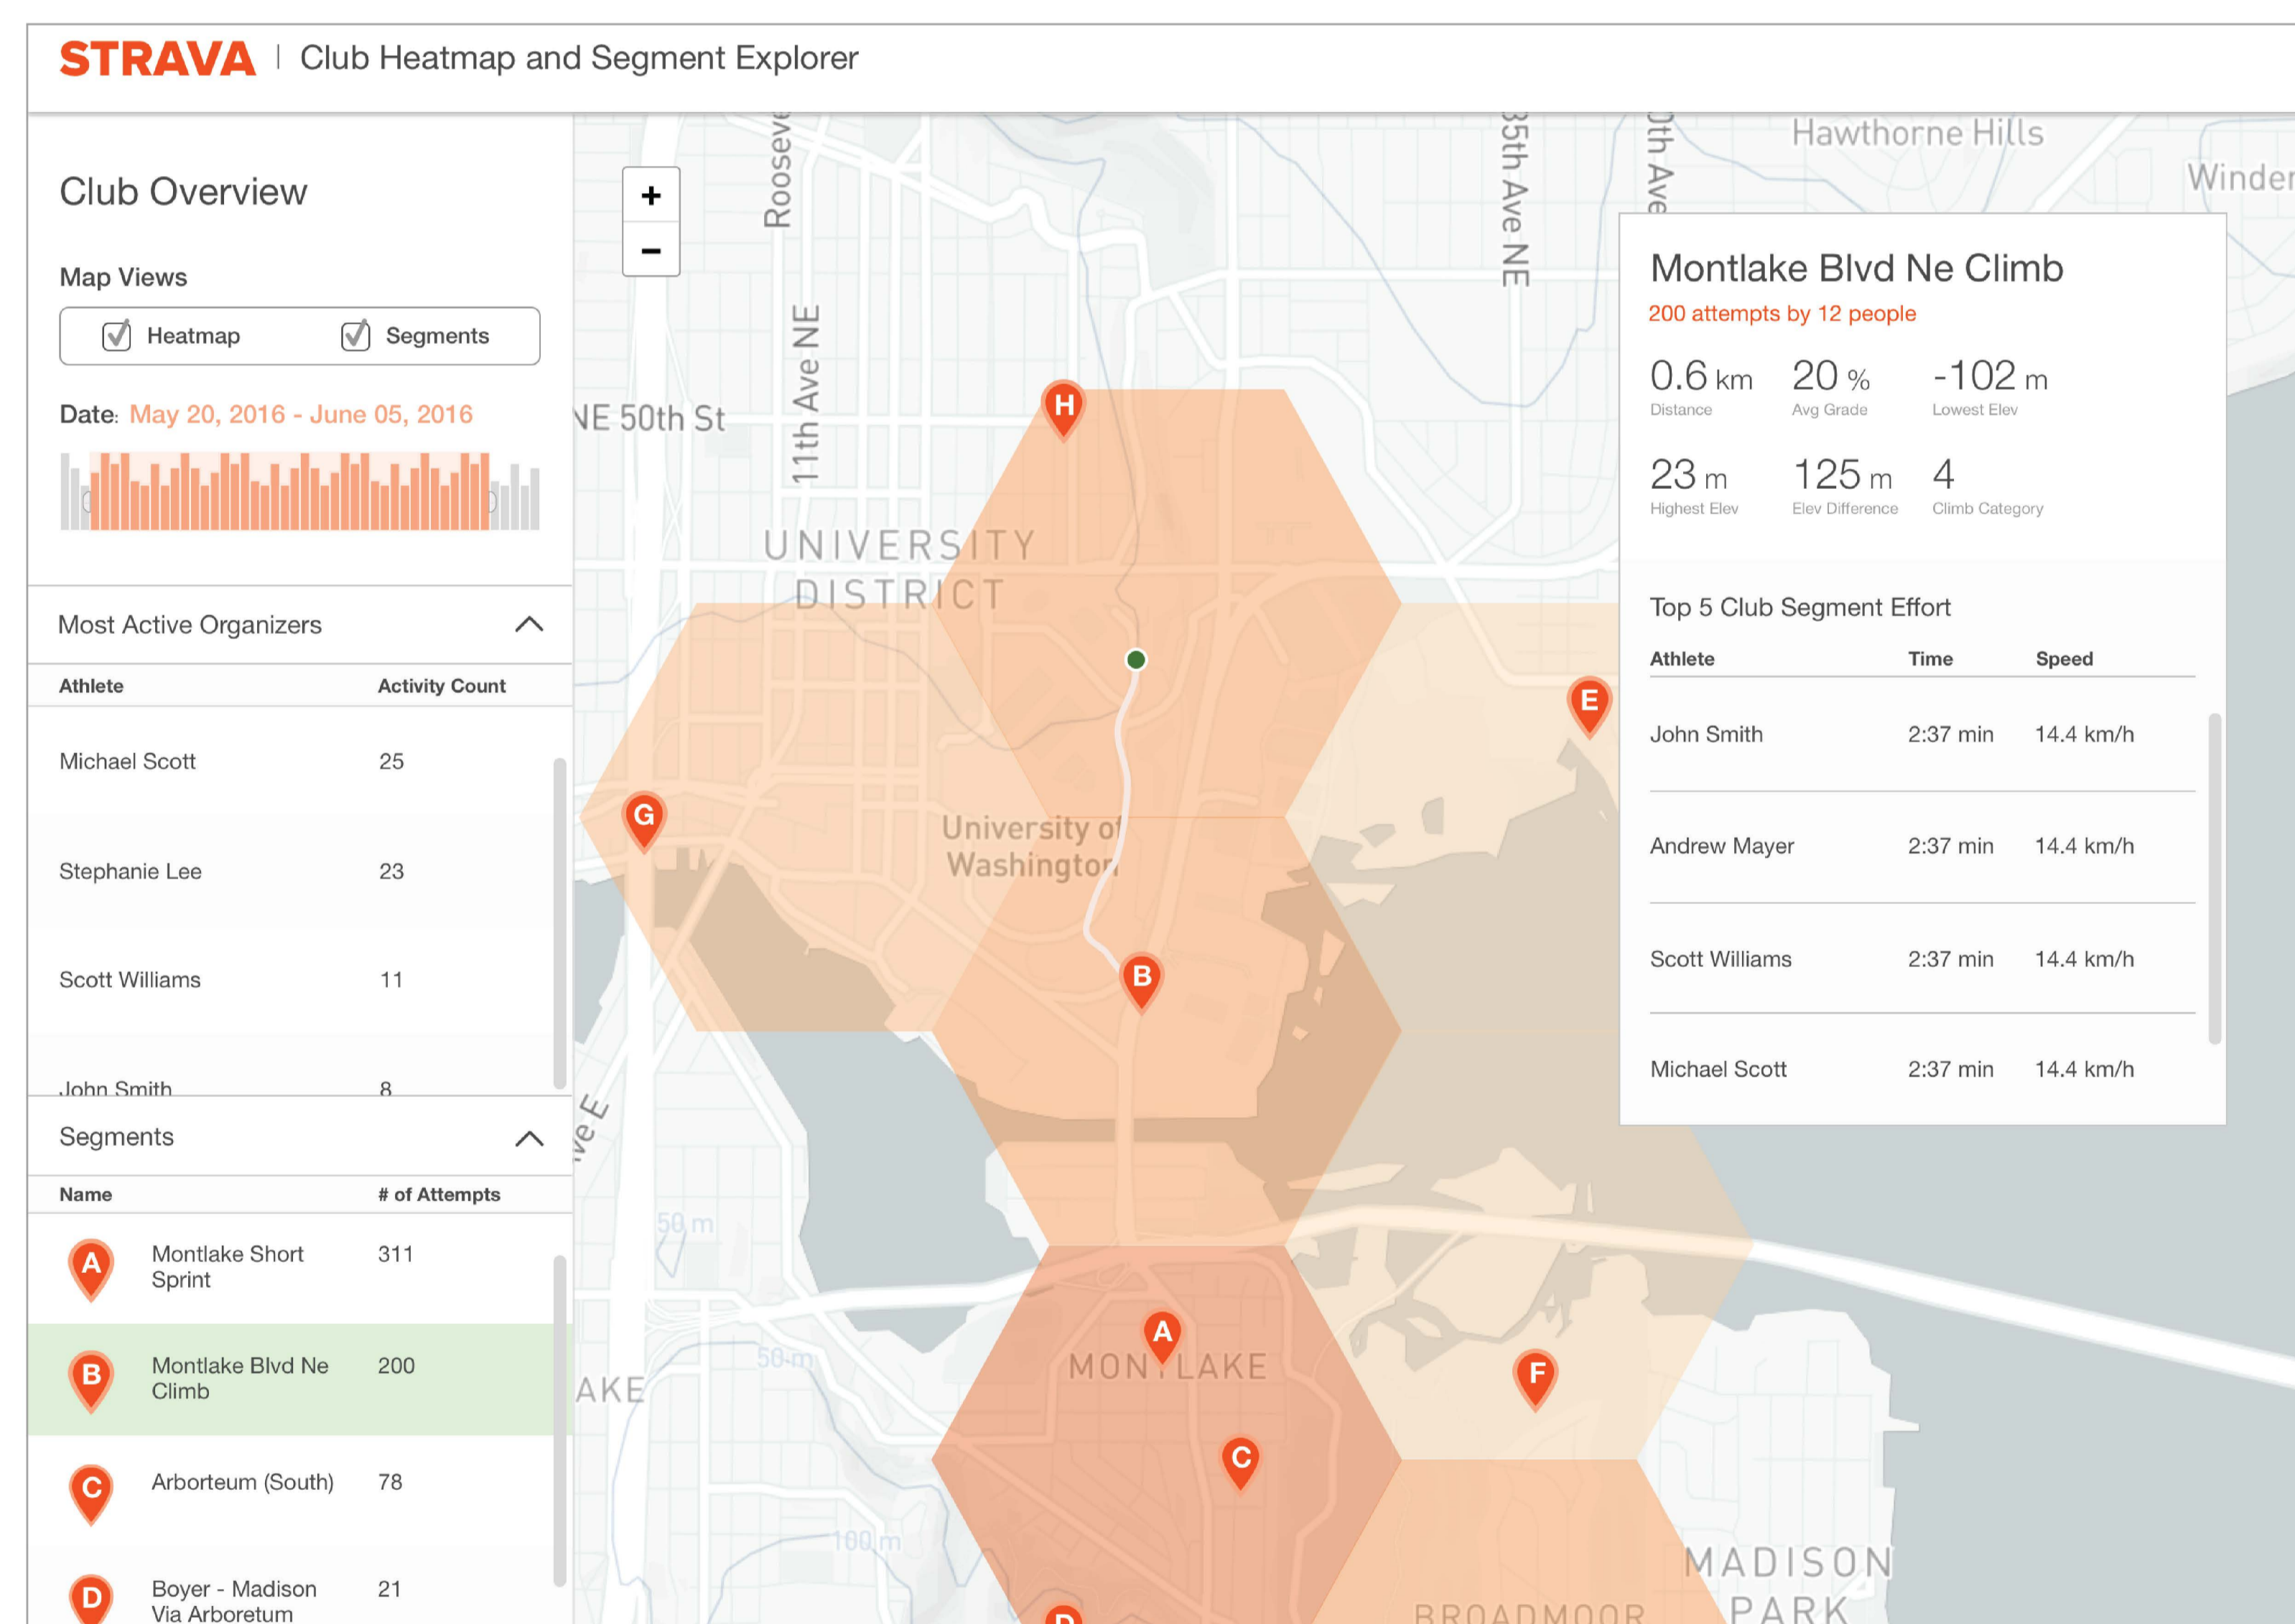 STRAVA | Club Heatmap and Segment Explorer
Club Overview
Map Views
Heatmap Segments
Date: May 20, 2016 - June 05, 2016
Most Active Organizers
Athlete Activity Count
Michael Scott 25
Stephanie Lee 23
Scott Williams 11
John Smith 8
Segments
Name # of Attempts
A Montlake Short 311
Sprint
B Montlake Blvd Ne 200
Climb
C Arborteum (South) 78
D Boyer - Madison 21
Via Arboretum
+
−
Rooseve
35th Ave NE
0th Ave
Hawthorne Hills
Winder
11th Ave NE
NE 50th St
H
UNIVERSITY
DISTRICT
E
G
University of
Washington
B
Ave E
50 m
50 m
A
MONTLAKE
AKE
F
C
100 m
D
MADISON
PARK
BROADMOOR
Montlake Blvd Ne Climb
200 attempts by 12 people
0.6 km 20 % -102 m
Distance Avg Grade Lowest Elev
23 m 125 m 4
Highest Elev Elev Difference Climb Category
Top 5 Club Segment Effort
Athlete Time Speed
John Smith 2:37 min 14.4 km/h
Andrew Mayer 2:37 min 14.4 km/h
Scott Williams 2:37 min 14.4 km/h
Michael Scott 2:37 min 14.4 km/h